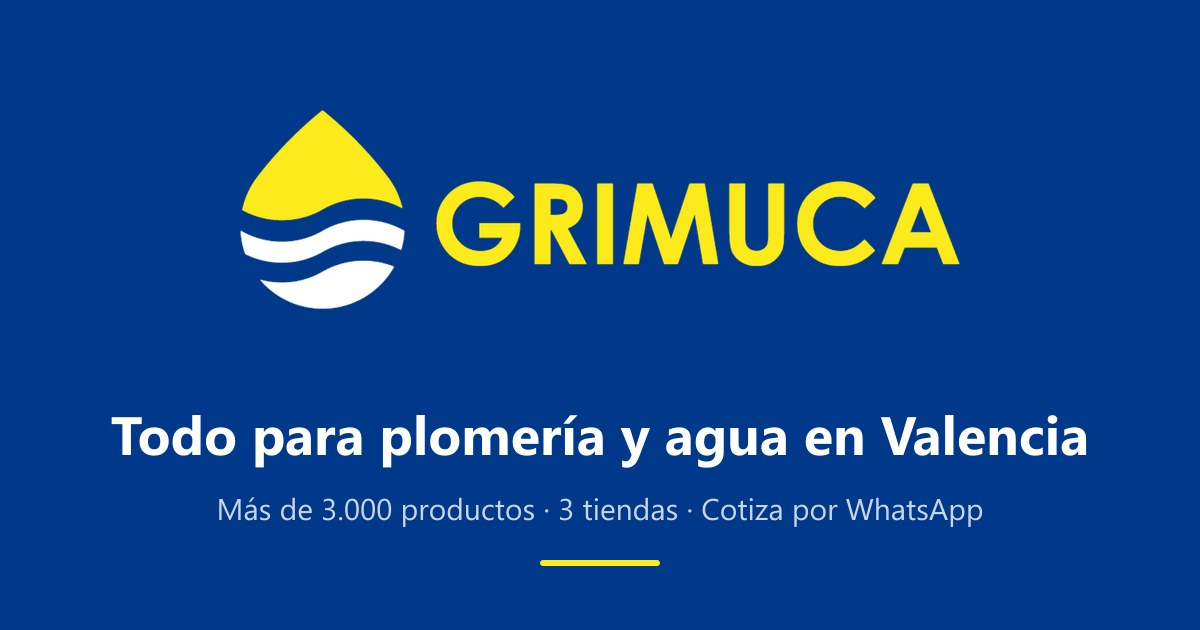 GRIMUCA
Todo para plomería y agua en Valencia
Más de 3.000 productos · 3 tiendas · Cotiza por WhatsApp